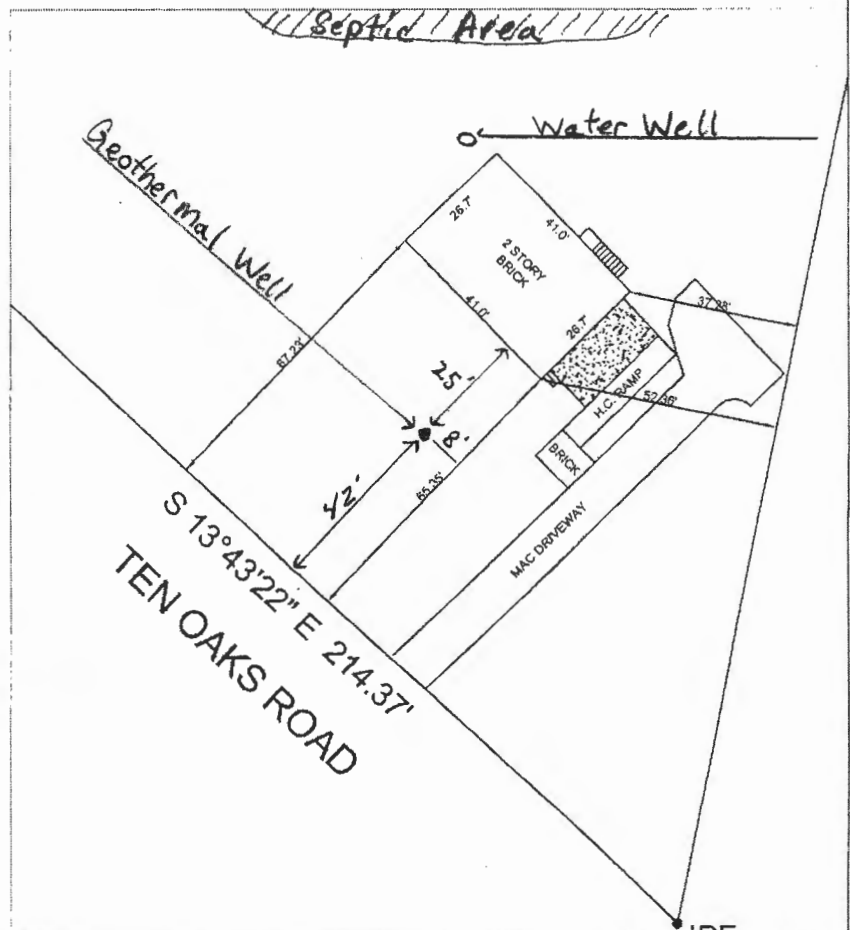 Septic Area
Water Well
Geothermal Well
26.7'
41.0'
2 STORY
BRICK
41.0'
26.7'
37.28'
67.23'
25'
H.C. RAMP
52.36'
8'
BRICK
65.35'
42'
MAC DRIVEWAY
S 13°43'22" E 214.37'
TEN OAKS ROAD